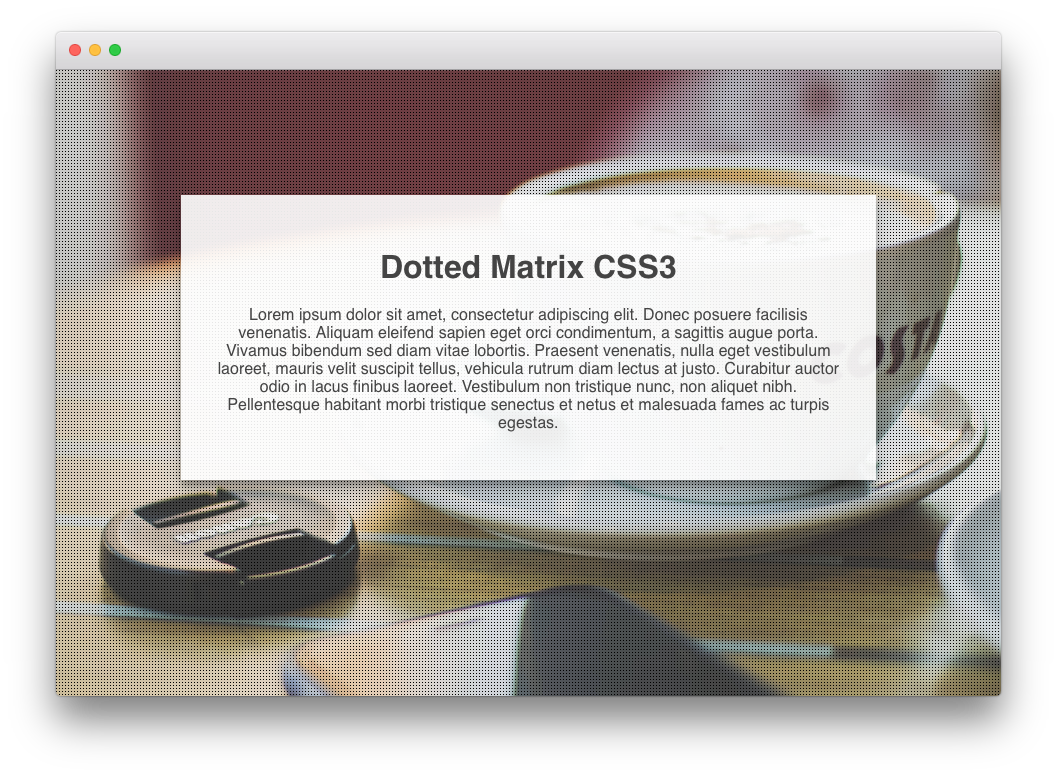 Dotted Matrix CSS3
Lorem ipsum dolor sit amet, consectetur adipiscing elit. Donec posuere facilisis
venenatis. Aliquam eleifend sapien eget orci condimentum, a sagittis augue porta.
Vivamus bibendum sed diam vitae lobortis. Praesent venenatis, nulla eget vestibulum
laoreet, mauris velit suscipit tellus, vehicula rutrum diam lectus at justo. Curabitur auctor
odio in lacus finibus laoreet. Vestibulum non tristique nunc, non aliquet nibh.
Pellentesque habitant morbi tristique senectus et netus et malesuada fames ac turpis
egestas.
COSTA